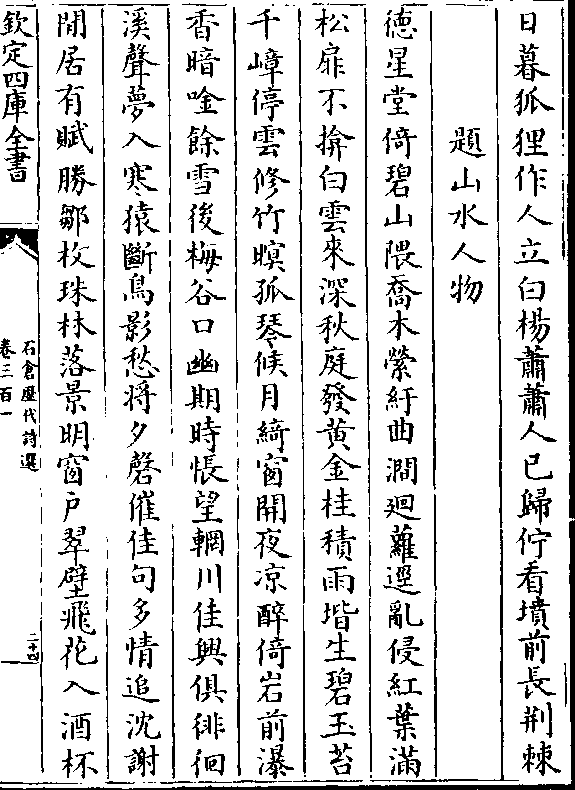 日暮狐狸作人立白楊蕭蕭人已歸佇看墳前長荆棘
題山水人物
德星堂倚碧山隈喬木縈紆曲澗廻蘿逕亂侵紅葉滿
松扉不掩白雲來深秋庭發黄金桂積雨堦生碧玉苔
千嶂停雲修竹暝孤琴候月綺窗開夜凉醉倚岩前瀑
香暗唫餘雪後梅谷口幽期時悵望輞川佳興俱徘徊
溪聲夢入寒猿斷鳥影愁將夕磬催佳句多情追沈謝
閒居有賦勝鄒枚珠林落景明窗户翠壁飛花入酒杯
欽定四庫全書
石倉歷代詩選
卷三百一
二十四